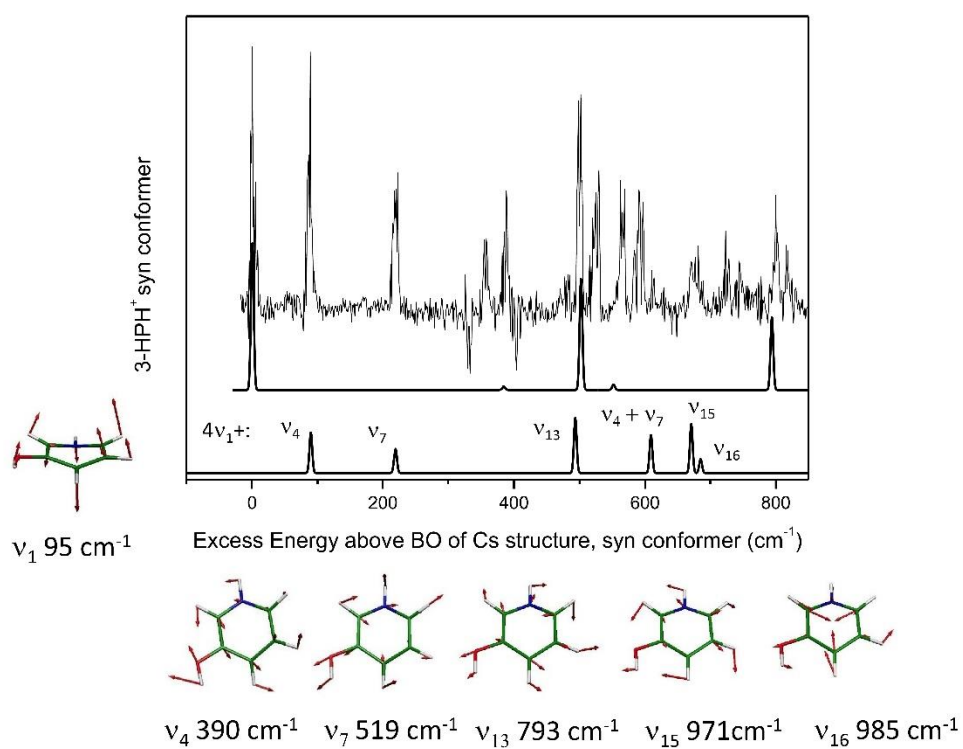 3-HPH⁺ syn conformer
4ν₁+:
ν₄
ν₇
ν₁₃
ν₄ + ν₇
ν₁₅
ν₁₆
0 200 400 600 800
Excess Energy above BO of Cs structure, syn conformer (cm⁻¹)
ν₁ 95 cm⁻¹
ν₄ 390 cm⁻¹ ν₇ 519 cm⁻¹ ν₁₃ 793 cm⁻¹ ν₁₅ 971cm⁻¹ ν₁₆ 985 cm⁻¹